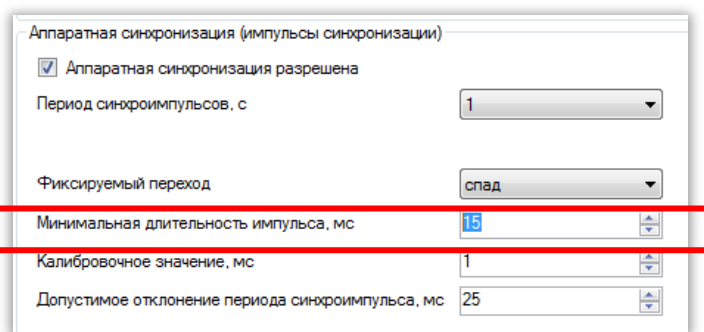 Аппаратная синхронизация (импульсы синхронизации)
Аппаратная синхронизация разрешена
Период синхроимпульсов, с 1
Фиксируемый переход спад
Минимальная длительность импульса, мс 15
Калибровочное значение, мс 1
Допустимое отклонение периода синхроимпульса, мс 25